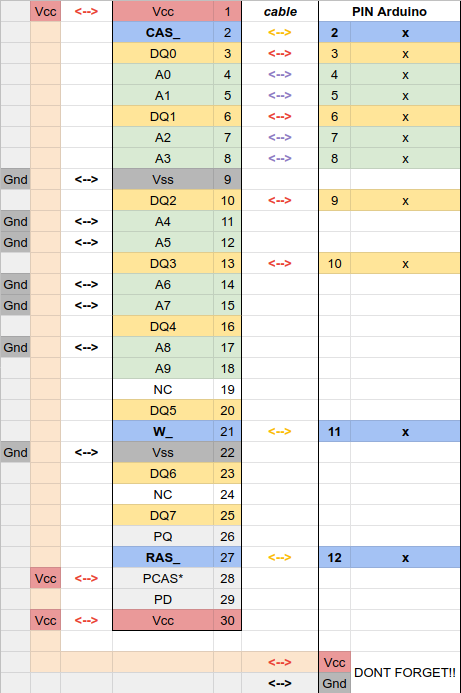 Vcc <--> Vcc 1 cable PIN Arduino
CAS_ 2 <--> 2 x
DQ0 3 <--> 3 x
A0 4 <--> 4 x
A1 5 <--> 5 x
DQ1 6 <--> 6 x
A2 7 <--> 7 x
A3 8 <--> 8 x
Gnd <--> Vss 9
DQ2 10 <--> 9 x
Gnd <--> A4 11
Gnd <--> A5 12
DQ3 13 <--> 10 x
Gnd <--> A6 14
Gnd <--> A7 15
DQ4 16
Gnd <--> A8 17
A9 18
NC 19
DQ5 20
W_ 21 <--> 11 x
Gnd <--> Vss 22
DQ6 23
NC 24
DQ7 25
PQ 26
RAS_ 27 <--> 12 x
Vcc <--> PCAS* 28
PD 29
Vcc <--> Vcc 30
<--> Vcc
DONT FORGET!!
<--> Gnd